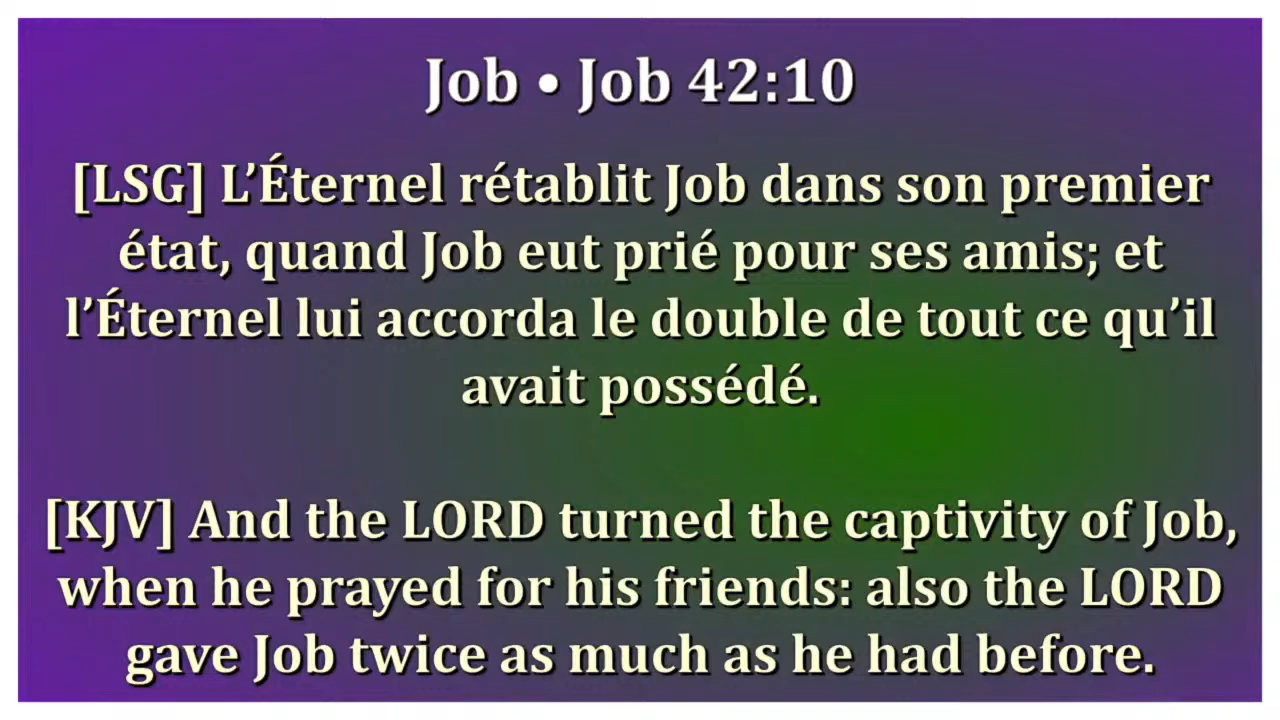 Job • Job 42:10
[LSG] L’Éternel rétablit Job dans son premier
état, quand Job eut prié pour ses amis; et
l’Éternel lui accorda le double de tout ce qu’il
avait possédé.
[KJV] And the LORD turned the captivity of Job,
when he prayed for his friends: also the LORD
gave Job twice as much as he had before.